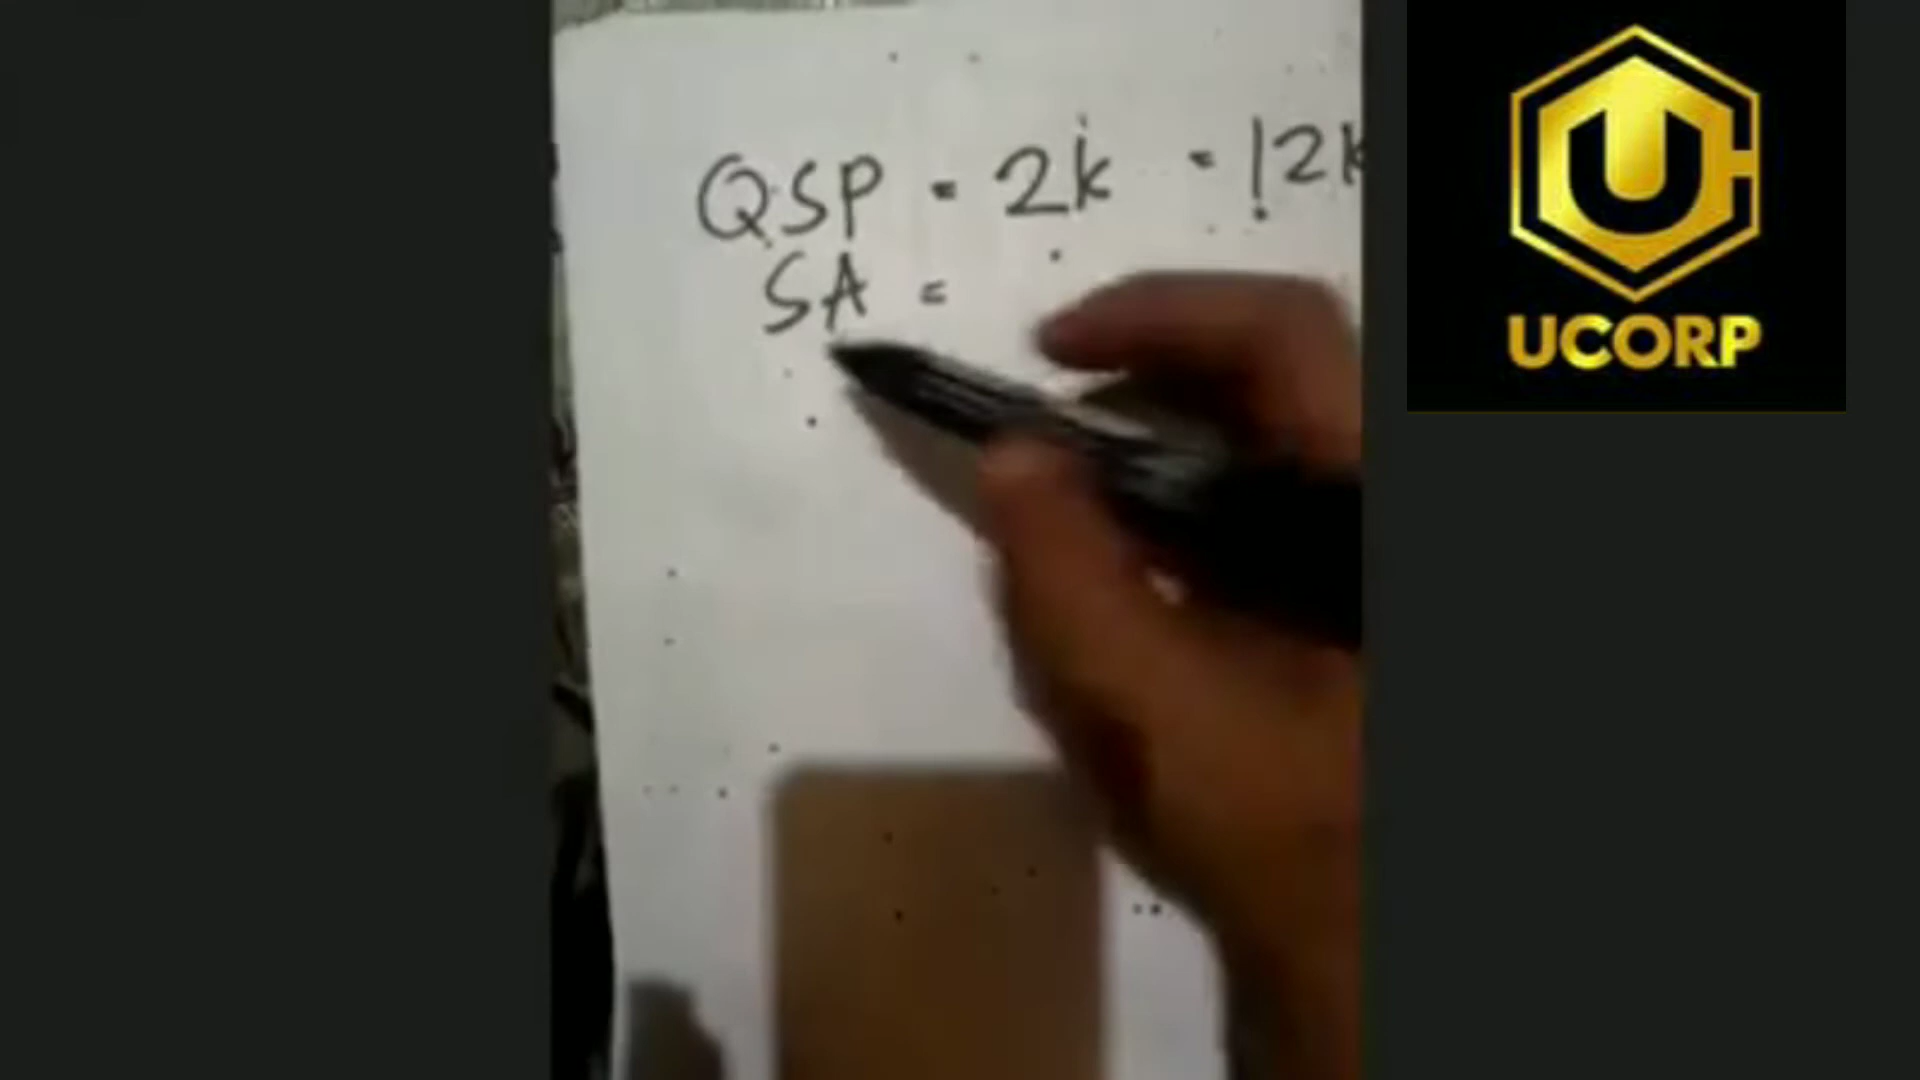 QSP = 2k = 12k
SA =
UCORP